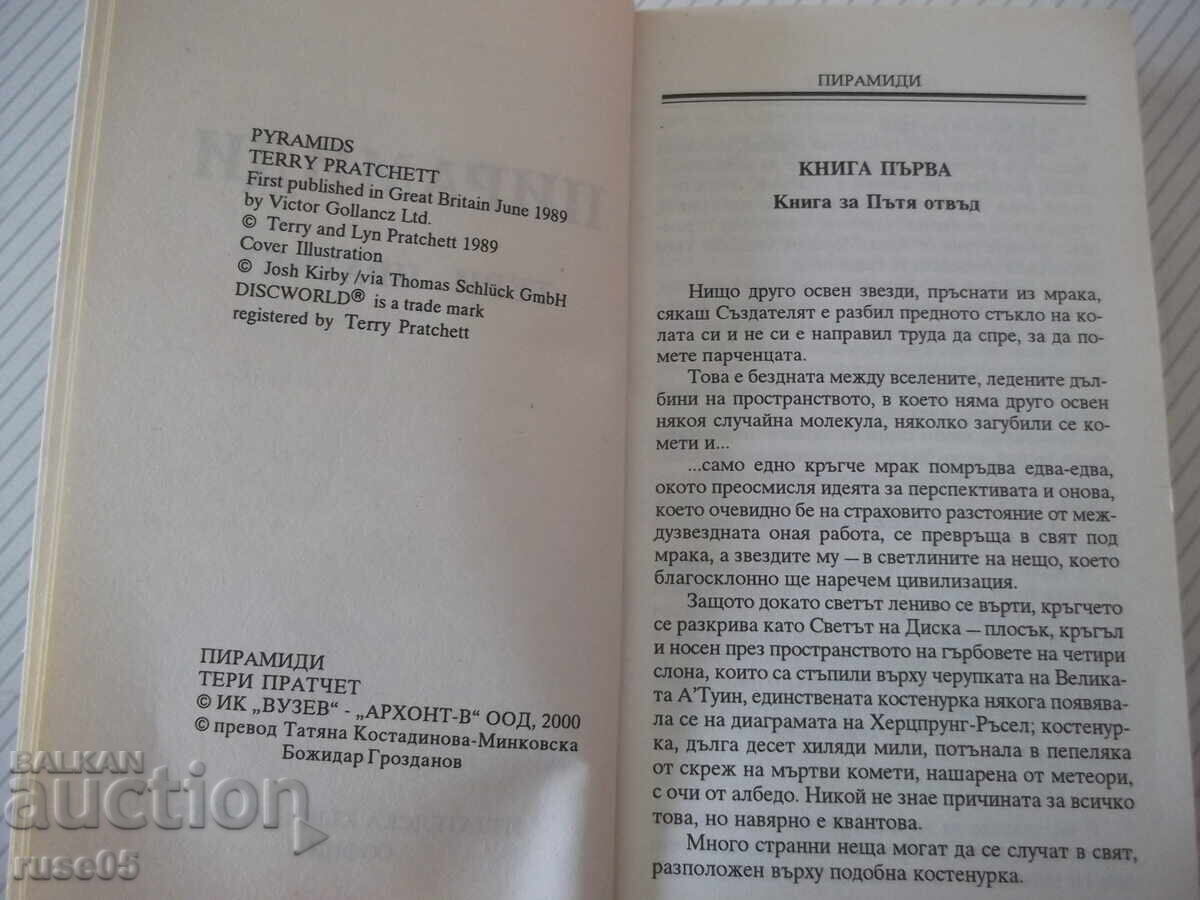 PYRAMIDS
TERRY PRATCHETT
First published in Great Britain June 1989
by Victor Gollancz Ltd.
© Terry and Lyn Pratchett 1989
Cover Illustration
© Josh Kirby /via Thomas Schlück GmbH
DISCWORLD® is a trade mark
registered by Terry Pratchett
ПИРАМИДИ
ТЕРИ ПРАТЧЕТ
© ИК „ВУЗЕВ" - „АРХОНТ-В" ООД, 2000
© превод Татяна Костадинова-Минковска
Божидар Грозданов
ПИРАМИДИ
КНИГА ПЪРВА
Книга за Пътя отвъд
Нищо друго освен звезди, пръснати из мрака,
сякаш Създателят е разбил предното стъкло на ко-
лата си и не си е направил труда да спре, за да по-
мете парченцата.
Това е бездната между вселените, ледените дъл-
бини на пространството, в което няма друго освен
някоя случайна молекула, няколко загубили се ко-
мети и...
...само едно кръгче мрак помръдва едва-едва,
окото преосмисля идеята за перспективата и онова,
което очевидно бе на страховито разстояние от меж-
дузвездната оная работа, се превръща в свят под
мрака, а звездите му – в светлините на нещо, което
благосклонно ще наречем цивилизация.
Защото докато светът лениво се върти, кръгчето
се разкрива като Светът на Диска – плосък, кръгъл
и носен през пространството на гърбовете на четири
слона, които са стъпили върху черупката на Велика-
та А'Туин, единствената костенурка някога появява-
ла се на диаграмата на Херцпрунг-Ръсел; костенур-
ка, дълга десет хиляди мили, потънала в пепеляка
от скреж на мъртви комети, нашарена от метеори,
с очи от албедо. Никой не знае причината за всичко
това, но навярно е квантова.
Много странни неща могат да се случат в свят,
разположен върху подобна костенурка.
BALKAN
auction
ruse05